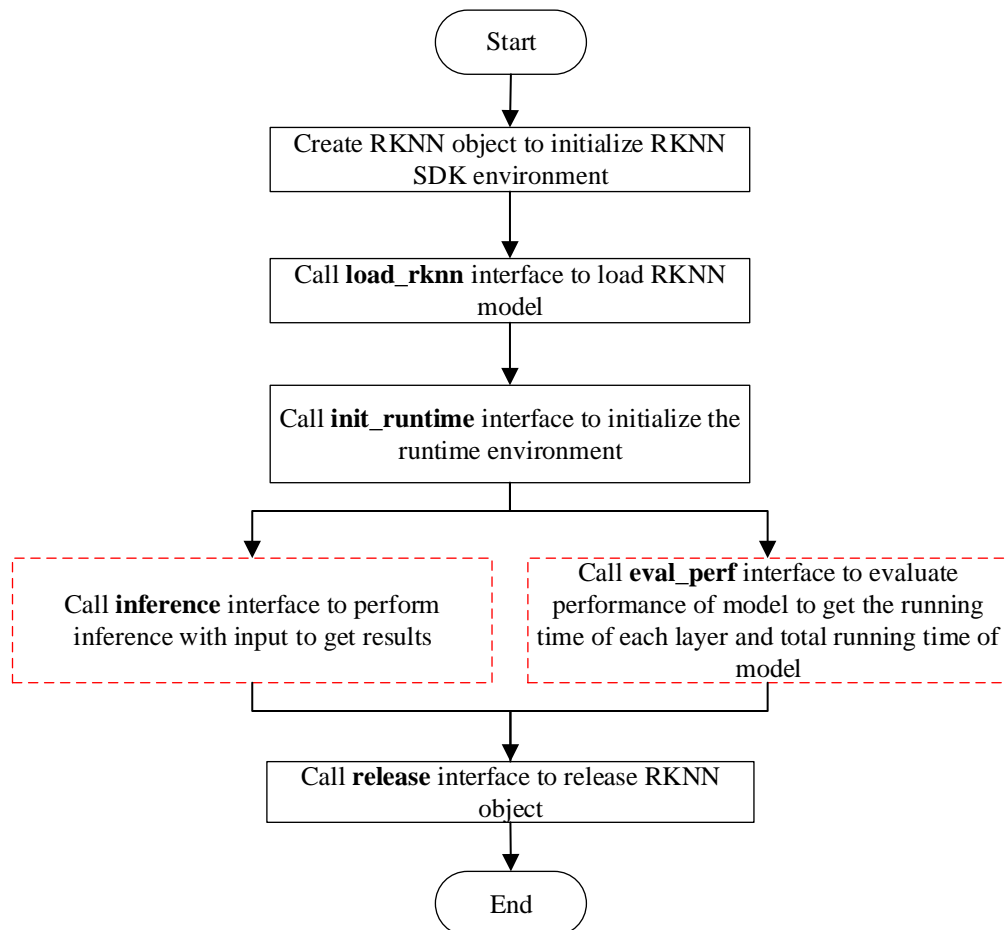 Start
Create RKNN object to initialize RKNN
SDK environment
Call load_rknn interface to load RKNN
model
Call init_runtime interface to initialize the
runtime environment
Call inference interface to perform
inference with input to get results
Call eval_perf interface to evaluate
performance of model to get the running
time of each layer and total running time of
model
Call release interface to release RKNN
object
End